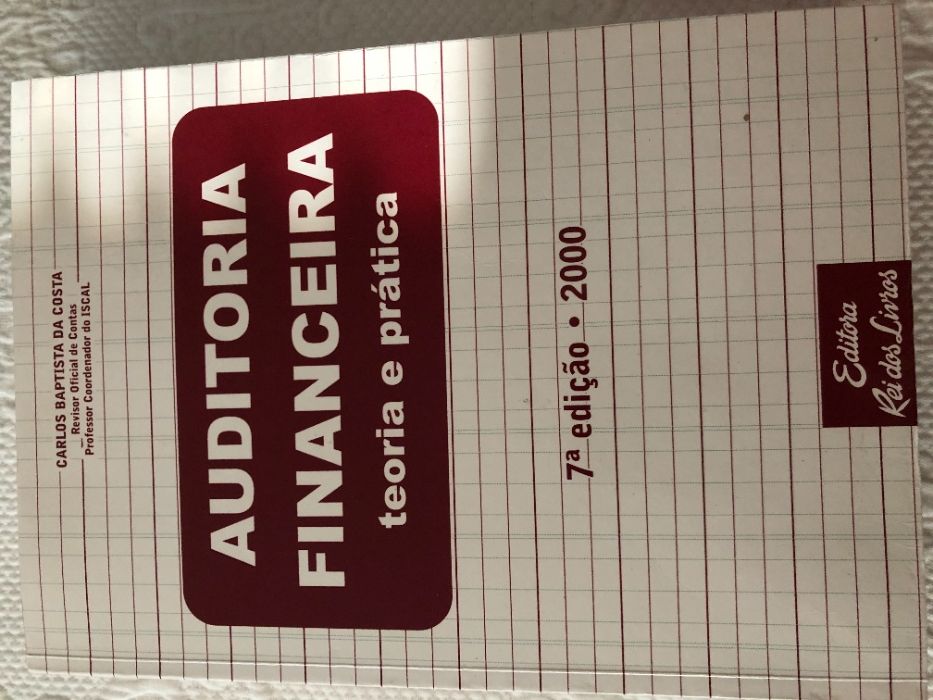 CARLOS BAPTISTA DA COSTA
Revisor Oficial de Contas
Professor Coordenador do ISCAL
AUDITORIA
FINANCEIRA
teoria e prática
7ª edição • 2000
Editora
Rei dos Livros